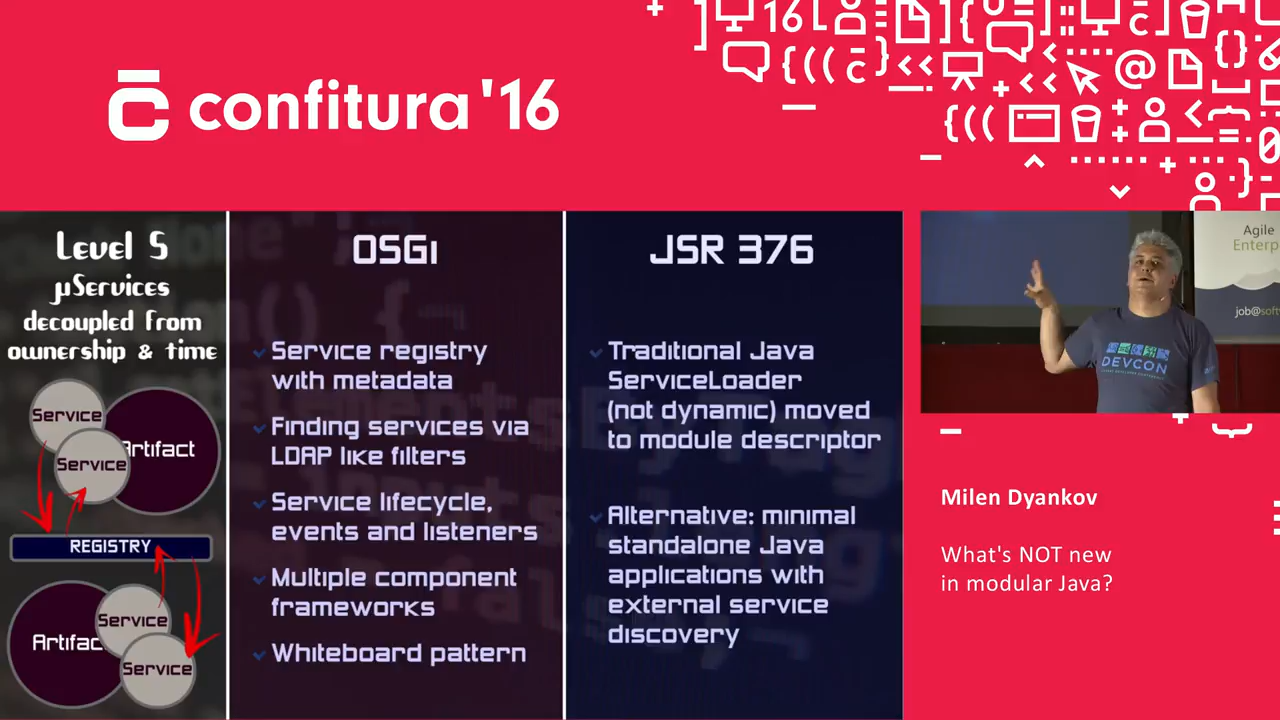 confitura '16
Level 5
µServices
decoupled from
ownership & time
Service
Service
Artifact
REGISTRY
Service
Artifac
Service
OSGi
Service registry
with metadata
Finding services via
LDAP like filters
Service lifecycle,
events and listeners
Multiple component
frameworks
Whiteboard pattern
JSR 376
Traditional Java
ServiceLoader
(not dynamic) moved
to module descriptor
Alternative: minimal
standalone Java
applications with
external service
discovery
Agile
Enterp
job@soft
DEVCON
Milen Dyankov
What's NOT new
in modular Java?